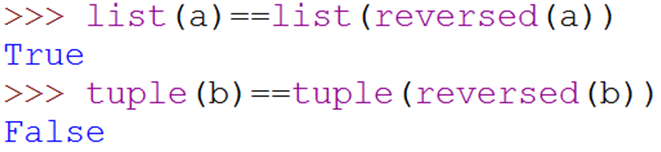 >>> list(a)==list(reversed(a))
True
>>> tuple(b)==tuple(reversed(b))
False